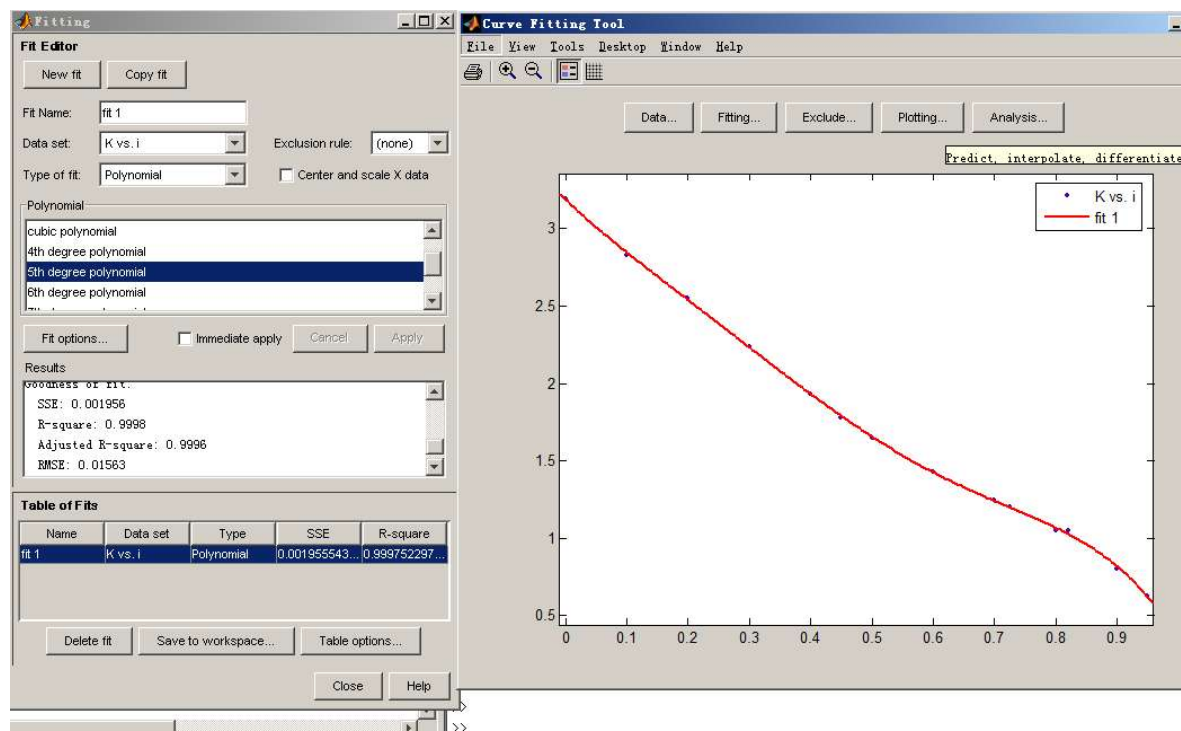 Fitting
Fit Editor
New fit Copy fit
Fit Name: fit 1
Data set: K vs. i Exclusion rule: (none)
Type of fit: Polynomial Center and scale X data
Polynomial
cubic polynomial
4th degree polynomial
5th degree polynomial
6th degree polynomial
Fit options... Immediate apply Cancel Apply
Results
Goodness of fit:
SSE: 0.001956
R-square: 0.9998
Adjusted R-square: 0.9996
RMSE: 0.01563
Table of Fits
Name Data set Type SSE R-square
fit 1 K vs. i Polynomial 0.001955543... 0.999752297...
Delete fit Save to workspace... Table options...
Close Help
Curve Fitting Tool
File View Tools Desktop Window Help
Data... Fitting... Exclude... Plotting... Analysis...
Predict, interpolate, differentiate
K vs. i
fit 1
3
2.5
2
1.5
1
0.5
0 0.1 0.2 0.3 0.4 0.5 0.6 0.7 0.8 0.9
>>